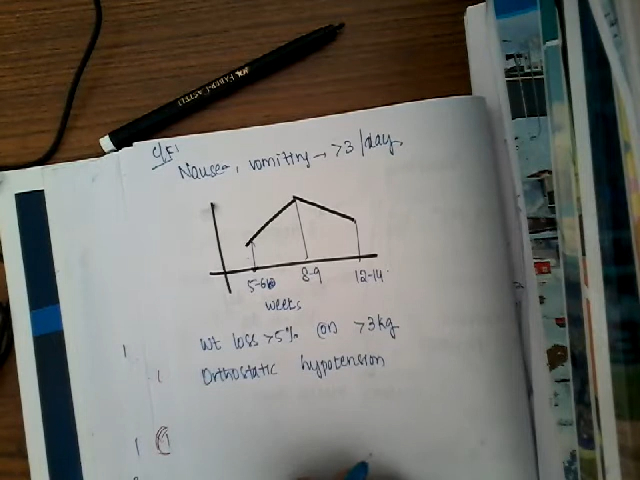 C/F:
Nausea, vomiting → >3/day.
5-6
8-9
12-14
weeks
wt loss >5% (or) >3kg
Orthostatic hypotension